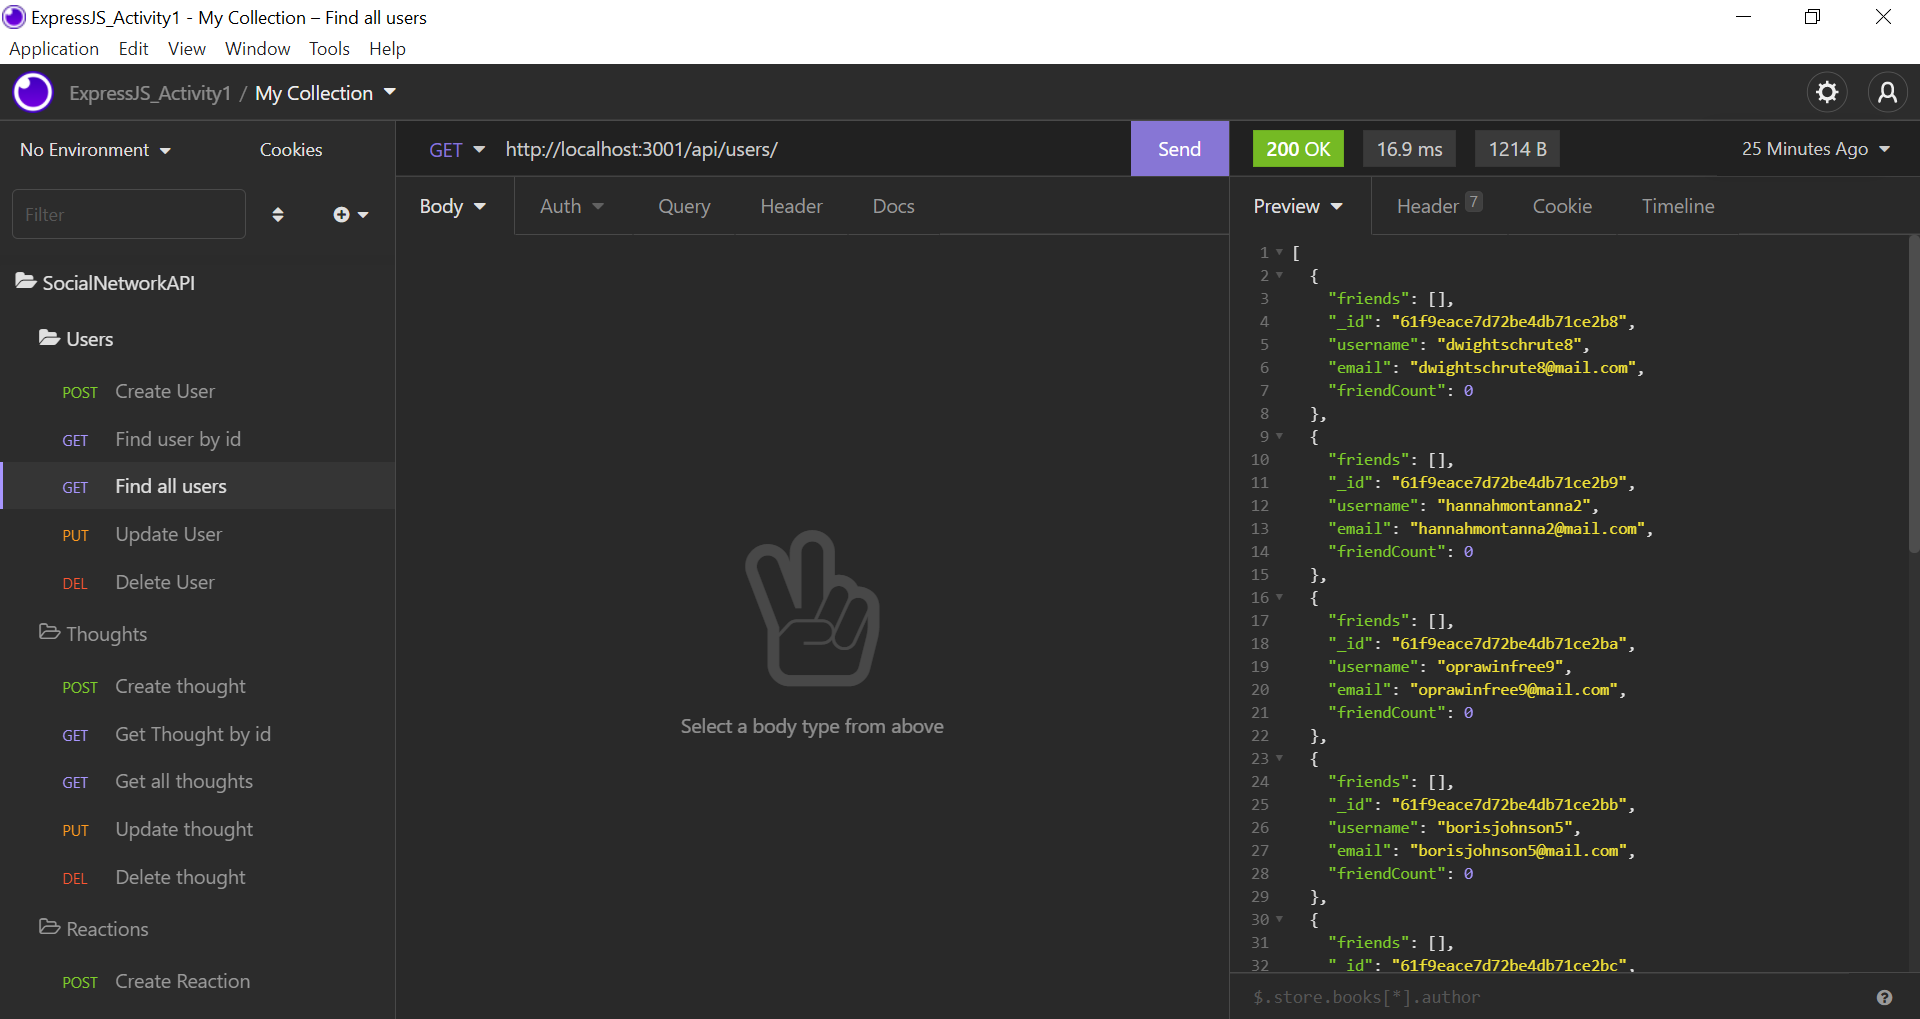 ExpressJS_Activity1 - My Collection – Find all users
Application Edit View Window Tools Help
ExpressJS_Activity1 / My Collection
No Environment Cookies
Filter
SocialNetworkAPI
Users
POST Create User
GET Find user by id
GET Find all users
PUT Update User
DEL Delete User
Thoughts
POST Create thought
GET Get Thought by id
GET Get all thoughts
PUT Update thought
DEL Delete thought
Reactions
POST Create Reaction
GET http://localhost:3001/api/users/ Send
Body Auth Query Header Docs
Select a body type from above
200 OK 16.9 ms 1214 B 25 Minutes Ago
Preview Header 7 Cookie Timeline
1 [
2 {
3 "friends": [],
4 "_id": "61f9eace7d72be4db71ce2b8",
5 "username": "dwightschrute8",
6 "email": "dwightschrute8@mail.com",
7 "friendCount": 0
8 },
9 {
10 "friends": [],
11 "_id": "61f9eace7d72be4db71ce2b9",
12 "username": "hannahmontanna2",
13 "email": "hannahmontanna2@mail.com",
14 "friendCount": 0
15 },
16 {
17 "friends": [],
18 "_id": "61f9eace7d72be4db71ce2ba",
19 "username": "oprawinfree9",
20 "email": "oprawinfree9@mail.com",
21 "friendCount": 0
22 },
23 {
24 "friends": [],
25 "_id": "61f9eace7d72be4db71ce2bb",
26 "username": "borisjohnson5",
27 "email": "borisjohnson5@mail.com",
28 "friendCount": 0
29 },
30 {
31 "friends": [],
32 "_id": "61f9eace7d72be4db71ce2bc",
$.store.books[*].author